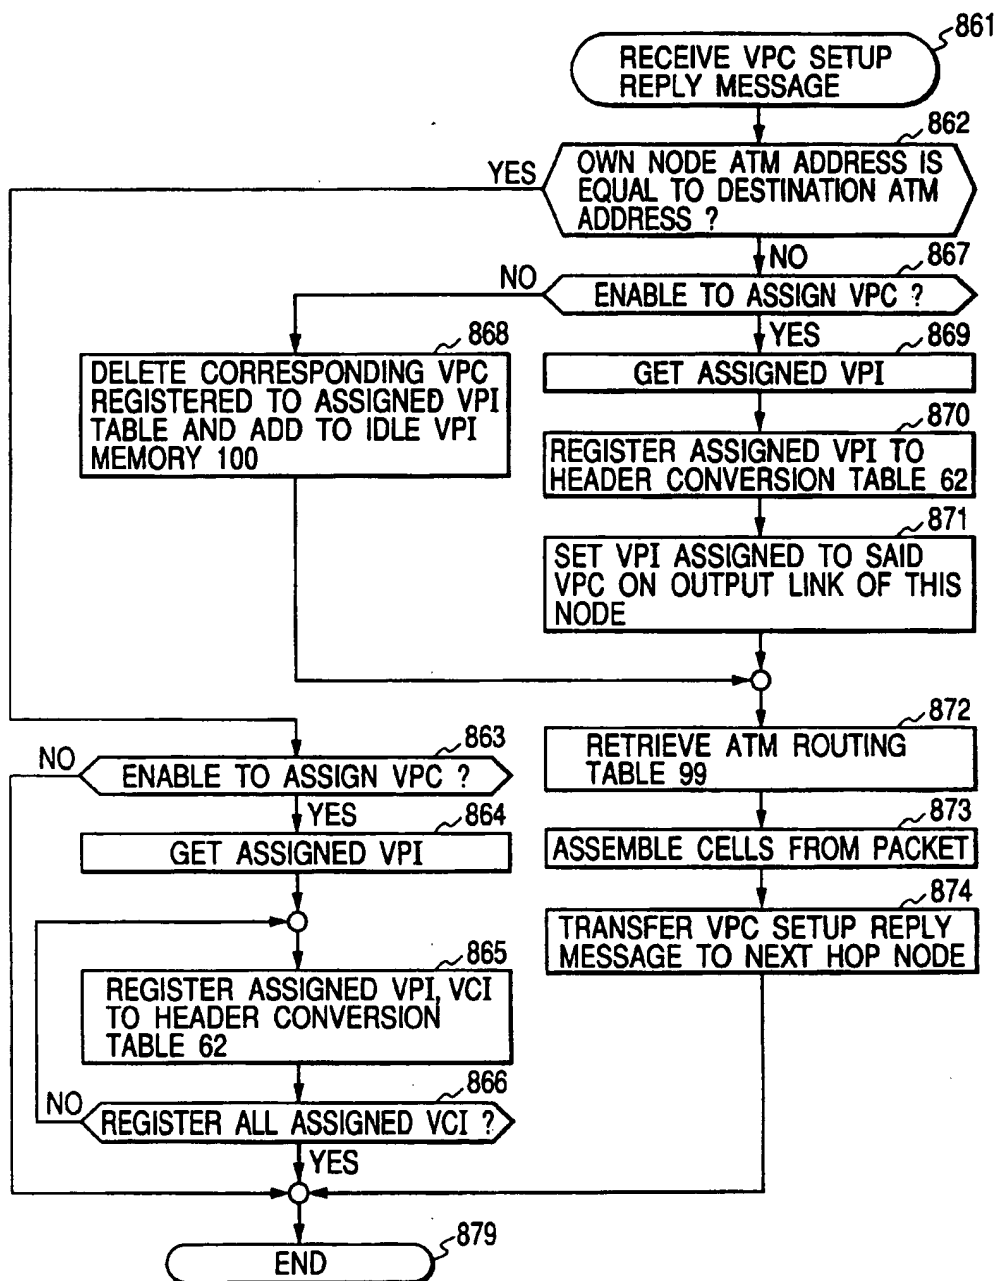 861
RECEIVE VPC SETUP
REPLY MESSAGE
862
YES
OWN NODE ATM ADDRESS IS
EQUAL TO DESTINATION ATM
ADDRESS ?
NO
867
NO
ENABLE TO ASSIGN VPC ?
YES
868
DELETE CORRESPONDING VPC
REGISTERED TO ASSIGNED VPI
TABLE AND ADD TO IDLE VPI
MEMORY 100
869
GET ASSIGNED VPI
870
REGISTER ASSIGNED VPI TO
HEADER CONVERSION TABLE 62
871
SET VPI ASSIGNED TO SAID
VPC ON OUTPUT LINK OF THIS
NODE
872
RETRIEVE ATM ROUTING
TABLE 99
873
ASSEMBLE CELLS FROM PACKET
874
TRANSFER VPC SETUP REPLY
MESSAGE TO NEXT HOP NODE
863
NO
ENABLE TO ASSIGN VPC ?
YES
864
GET ASSIGNED VPI
865
REGISTER ASSIGNED VPI, VCI
TO HEADER CONVERSION
TABLE 62
866
NO
REGISTER ALL ASSIGNED VCI ?
YES
879
END